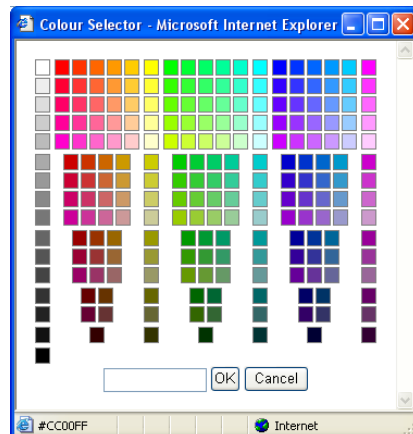 Colour Selector - Microsoft Internet Explorer
OK Cancel
#CC00FF Internet